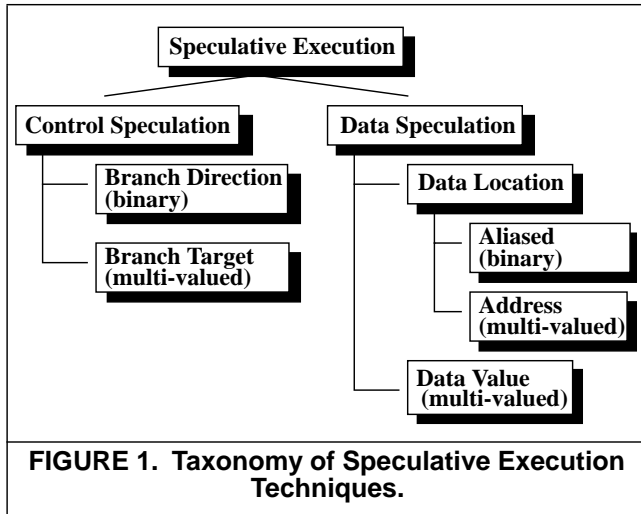 Speculative Execution
Control Speculation
Branch Direction
(binary)
Branch Target
(multi-valued)
Data Speculation
Data Location
Aliased
(binary)
Address
(multi-valued)
Data Value
(multi-valued)
FIGURE 1. Taxonomy of Speculative Execution
Techniques.